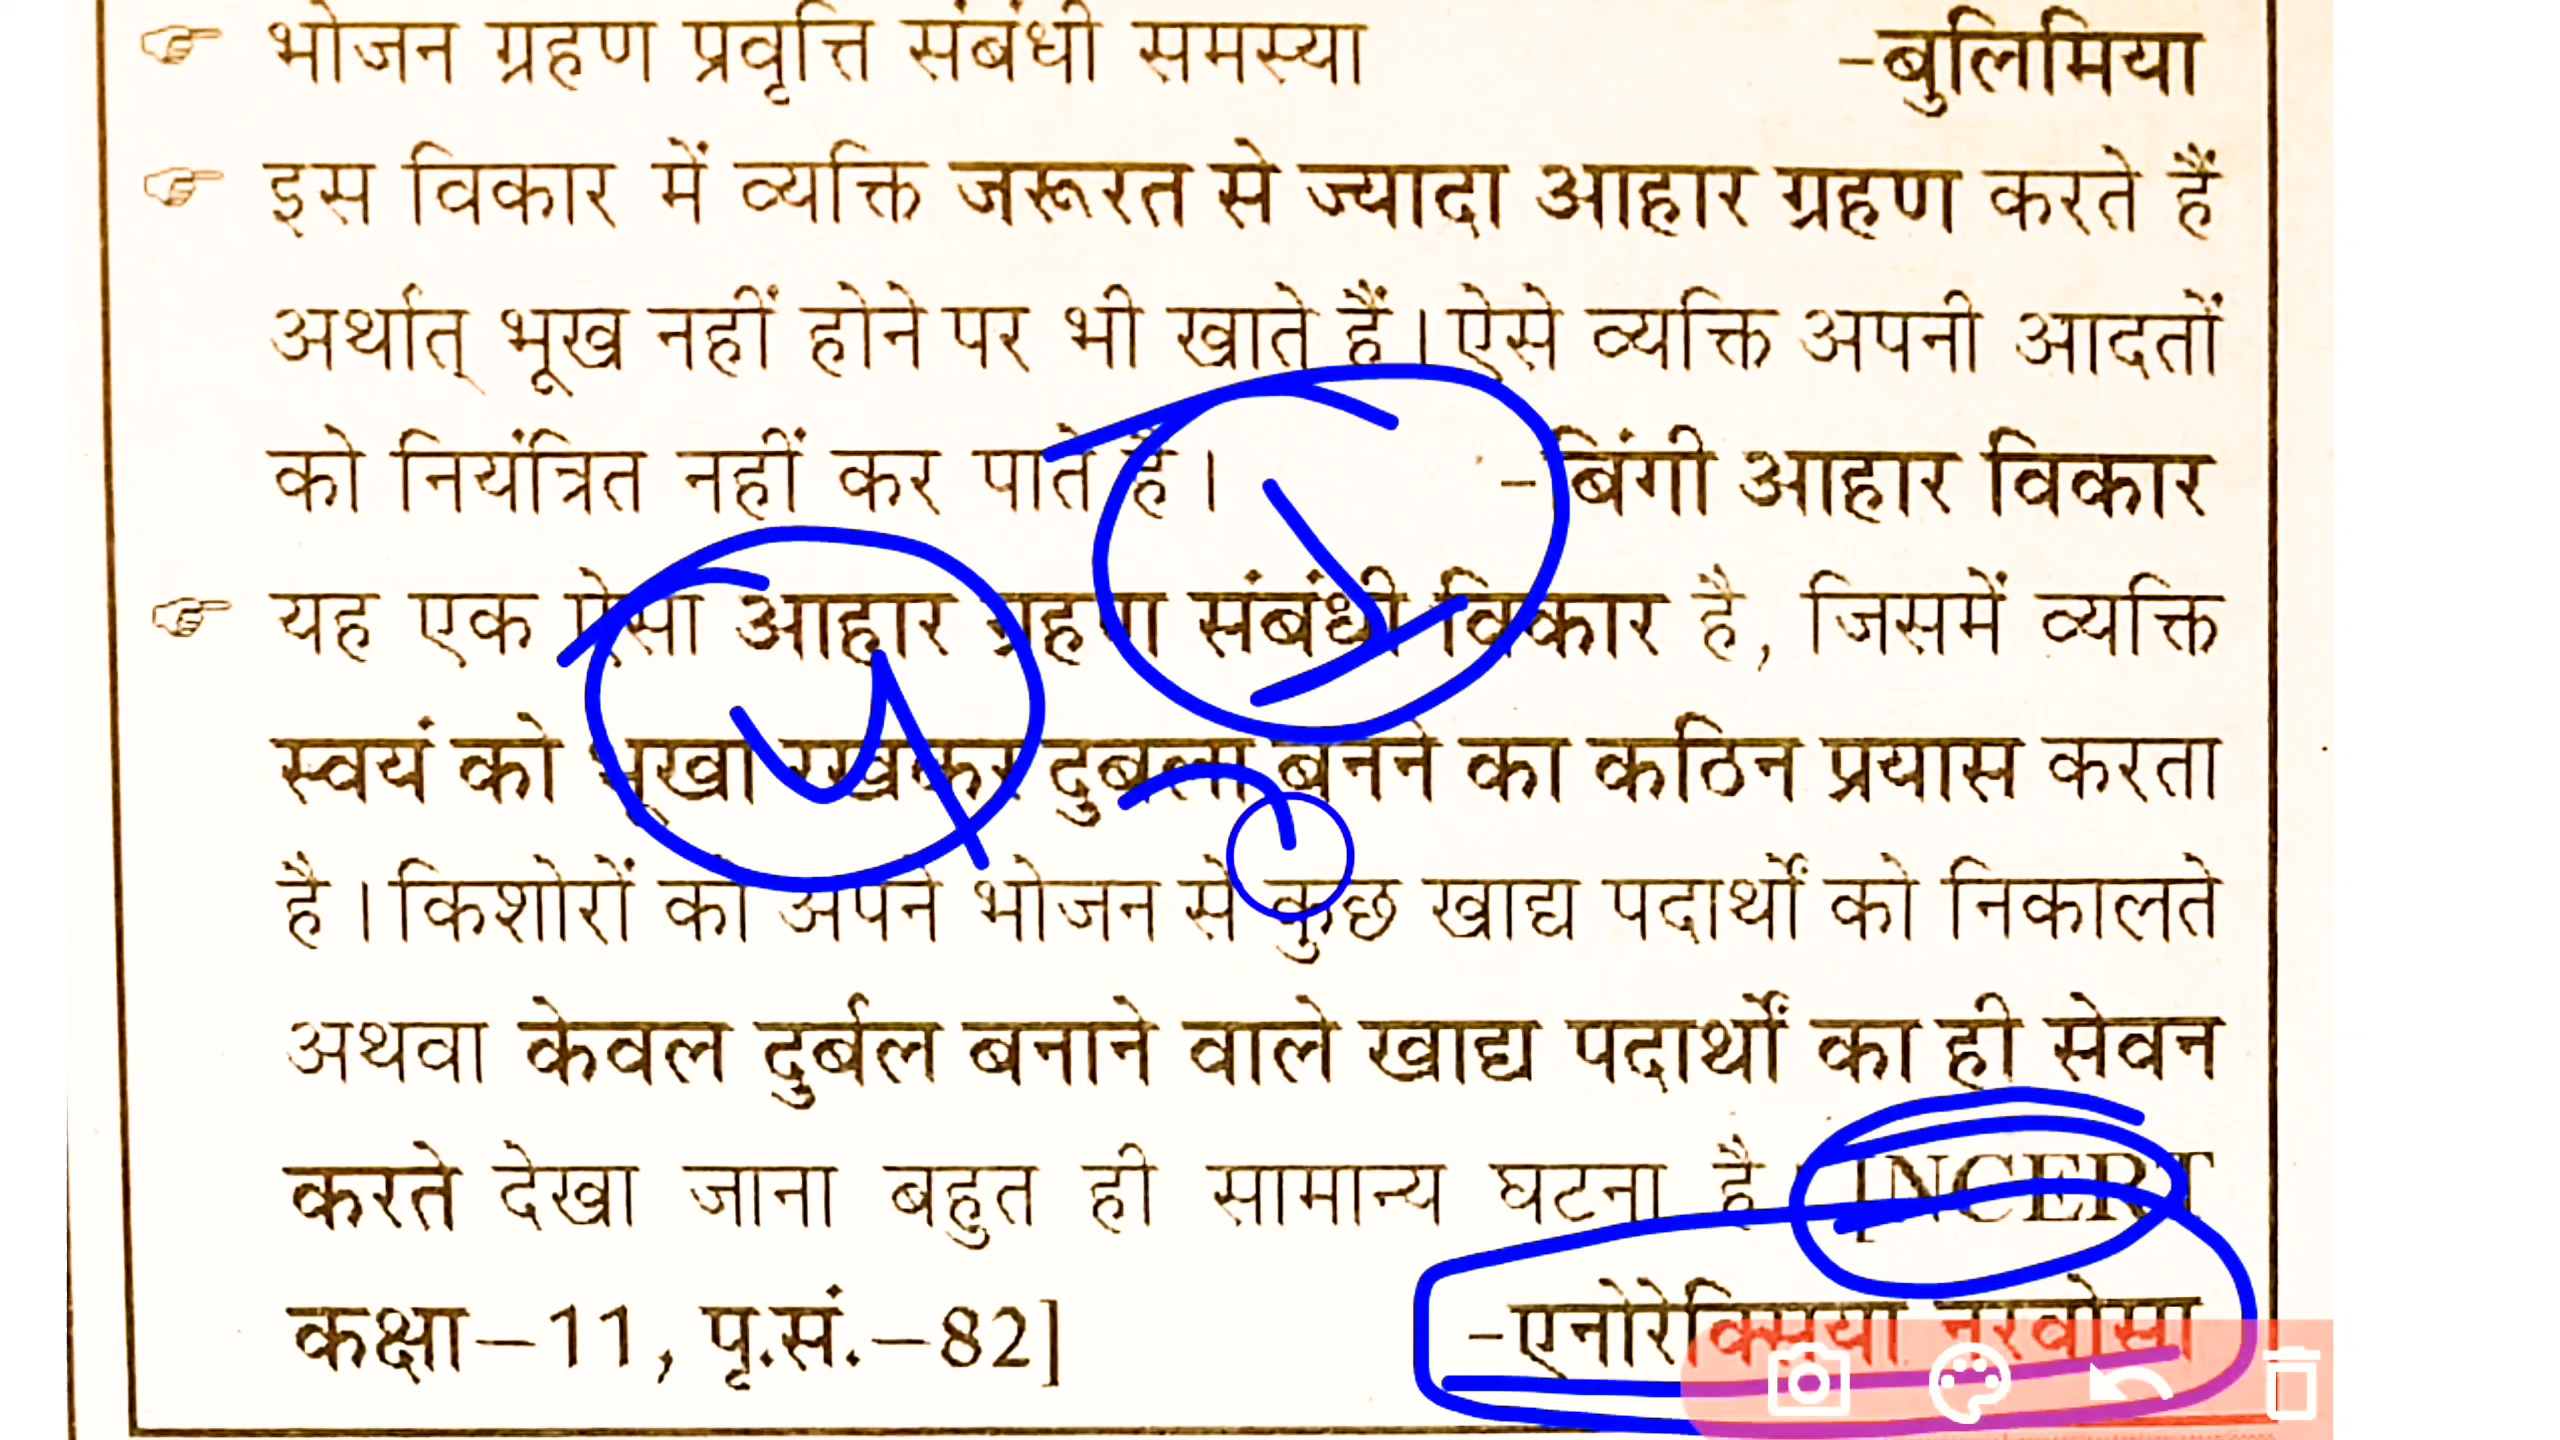 भोजन ग्रहण प्रवृत्ति संबंधी समस्या –बुलिमिया
इस विकार में व्यक्ति जरूरत से ज्यादा आहार ग्रहण करते हैं
अर्थात् भूख नहीं होने पर भी खाते हैं। ऐसे व्यक्ति अपनी आदतों
को नियंत्रित नहीं कर पाते हैं। –बिंगी आहार विकार
यह एक ऐसा आहार ग्रहण संबंधी विकार है, जिसमें व्यक्ति
स्वयं को भूखा रखकर दुबला बनने का कठिन प्रयास करता
है। किशोरों को अपने भोजन से कुछ खाद्य पदार्थों को निकालते
अथवा केवल दुर्बल बनाने वाले खाद्य पदार्थों का ही सेवन
करते देखा जाना बहुत ही सामान्य घटना है। [NCERT
कक्षा–11, पृ.सं.–82] –एनोरेक्सिया नरवोसा